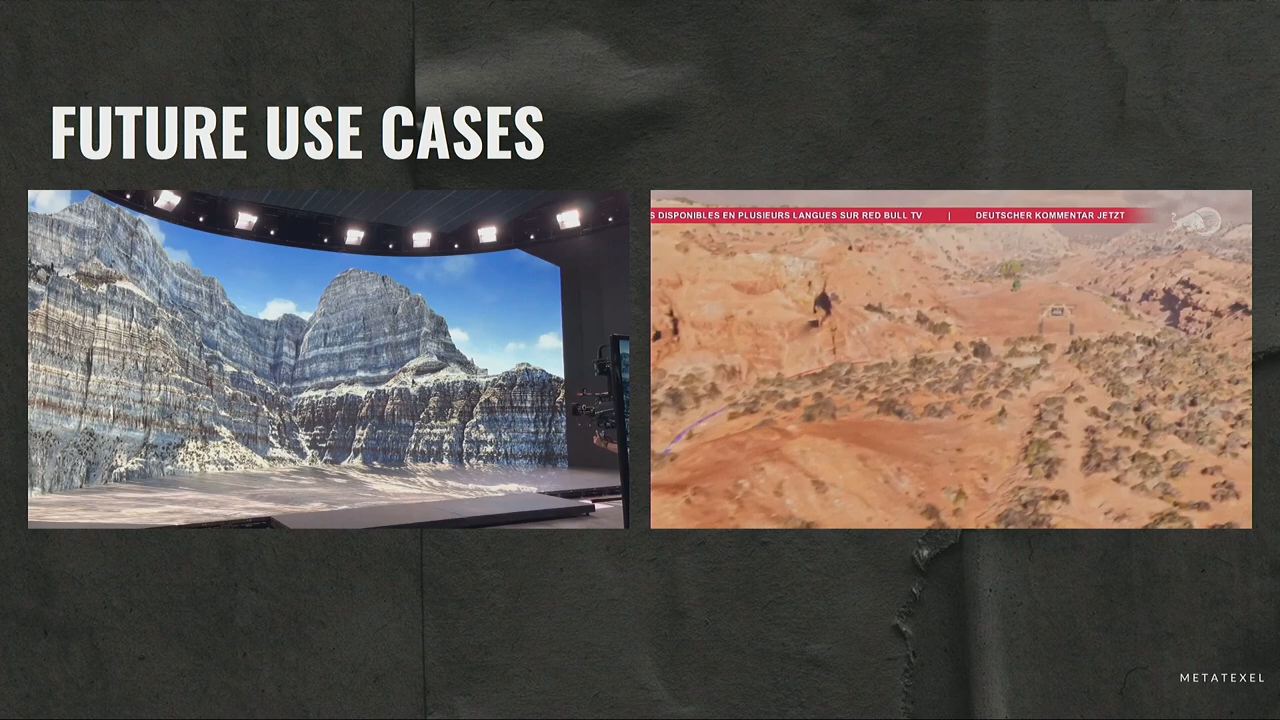 FUTURE USE CASES
S DISPONIBLES EN PLUSIEURS LANGUES SUR RED BULL TV | DEUTSCHER KOMMENTAR JETZT
METATEXEL